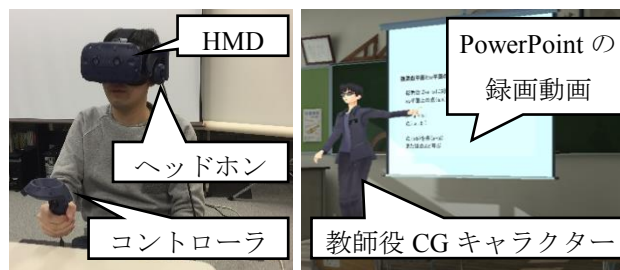 HMD
ヘッドホン
コントローラ
PowerPoint の
録画動画
教師役 CG キャラクター